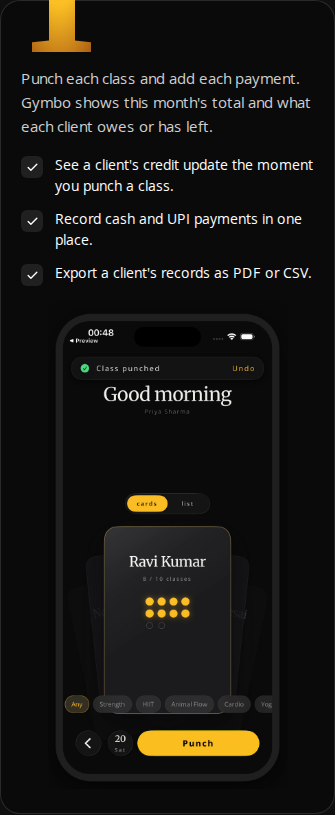 1
Punch each class and add each payment.
Gymbo shows this month's total and what
each client owes or has left.
See a client's credit update the moment
you punch a class.
Record cash and UPI payments in one
place.
Export a client's records as PDF or CSV.
00:48
Preview
Class punched Undo
Good morning
Priya Sharma
cards list
Ravi Kumar
8 / 10 classes
Any Strength HIIT Animal Flow Cardio Yog
20
Sat
Punch